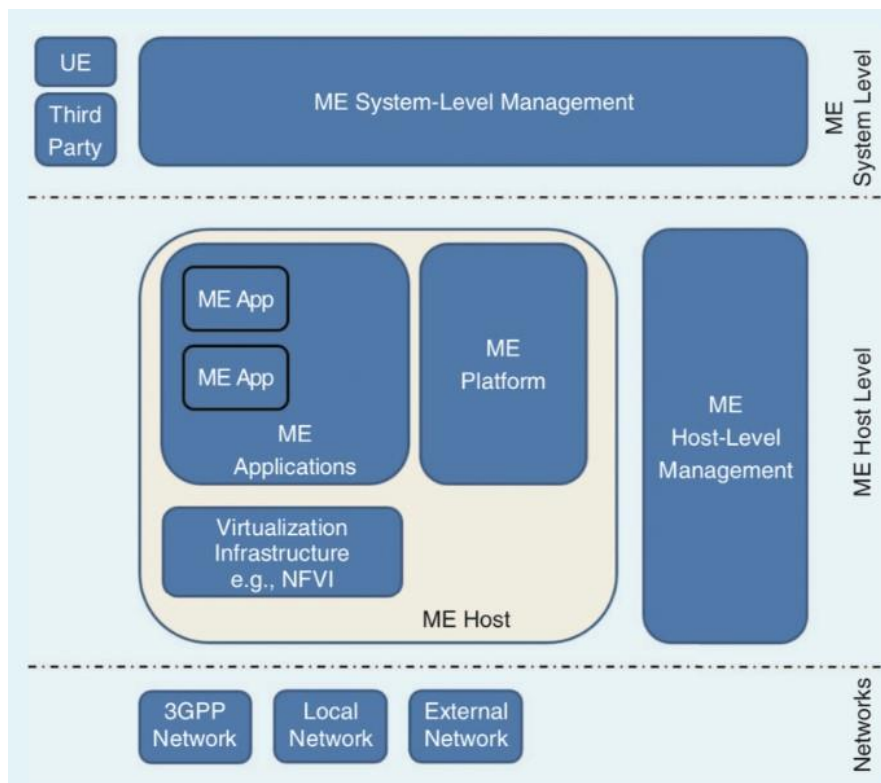 UE
Third
Party
ME System-Level Management
ME
System Level
ME App
ME App
ME
Applications
ME
Platform
Virtualization
Infrastructure
e.g., NFVI
ME Host
ME
Host-Level
Management
ME Host Level
3GPP
Network
Local
Network
External
Network
Networks